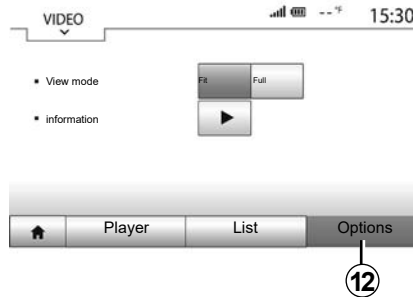 VIDEO --°F 15:30
▪ View mode Fit Full
▪ information
Player List Options
12